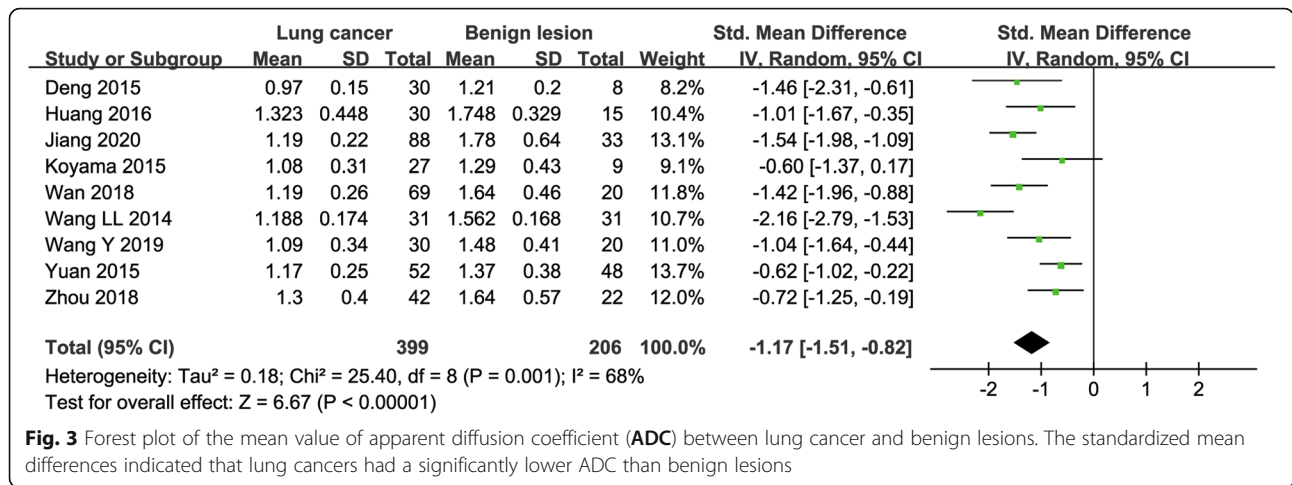 Lung cancer Benign lesion Std. Mean Difference Std. Mean Difference
Study or Subgroup Mean SD Total Mean SD Total Weight IV, Random, 95% CI IV, Random, 95% CI
Deng 2015 0.97 0.15 30 1.21 0.2 8 8.2% -1.46 [-2.31, -0.61]
Huang 2016 1.323 0.448 30 1.748 0.329 15 10.4% -1.01 [-1.67, -0.35]
Jiang 2020 1.19 0.22 88 1.78 0.64 33 13.1% -1.54 [-1.98, -1.09]
Koyama 2015 1.08 0.31 27 1.29 0.43 9 9.1% -0.60 [-1.37, 0.17]
Wan 2018 1.19 0.26 69 1.64 0.46 20 11.8% -1.42 [-1.96, -0.88]
Wang LL 2014 1.188 0.174 31 1.562 0.168 31 10.7% -2.16 [-2.79, -1.53]
Wang Y 2019 1.09 0.34 30 1.48 0.41 20 11.0% -1.04 [-1.64, -0.44]
Yuan 2015 1.17 0.25 52 1.37 0.38 48 13.7% -0.62 [-1.02, -0.22]
Zhou 2018 1.3 0.4 42 1.64 0.57 22 12.0% -0.72 [-1.25, -0.19]
Total (95% CI) 399 206 100.0% -1.17 [-1.51, -0.82]
Heterogeneity: Tau² = 0.18; Chi² = 25.40, df = 8 (P = 0.001); I² = 68%
Test for overall effect: Z = 6.67 (P < 0.00001)
-2 -1 0 1 2
Fig. 3 Forest plot of the mean value of apparent diffusion coefficient (ADC) between lung cancer and benign lesions. The standardized mean
differences indicated that lung cancers had a significantly lower ADC than benign lesions